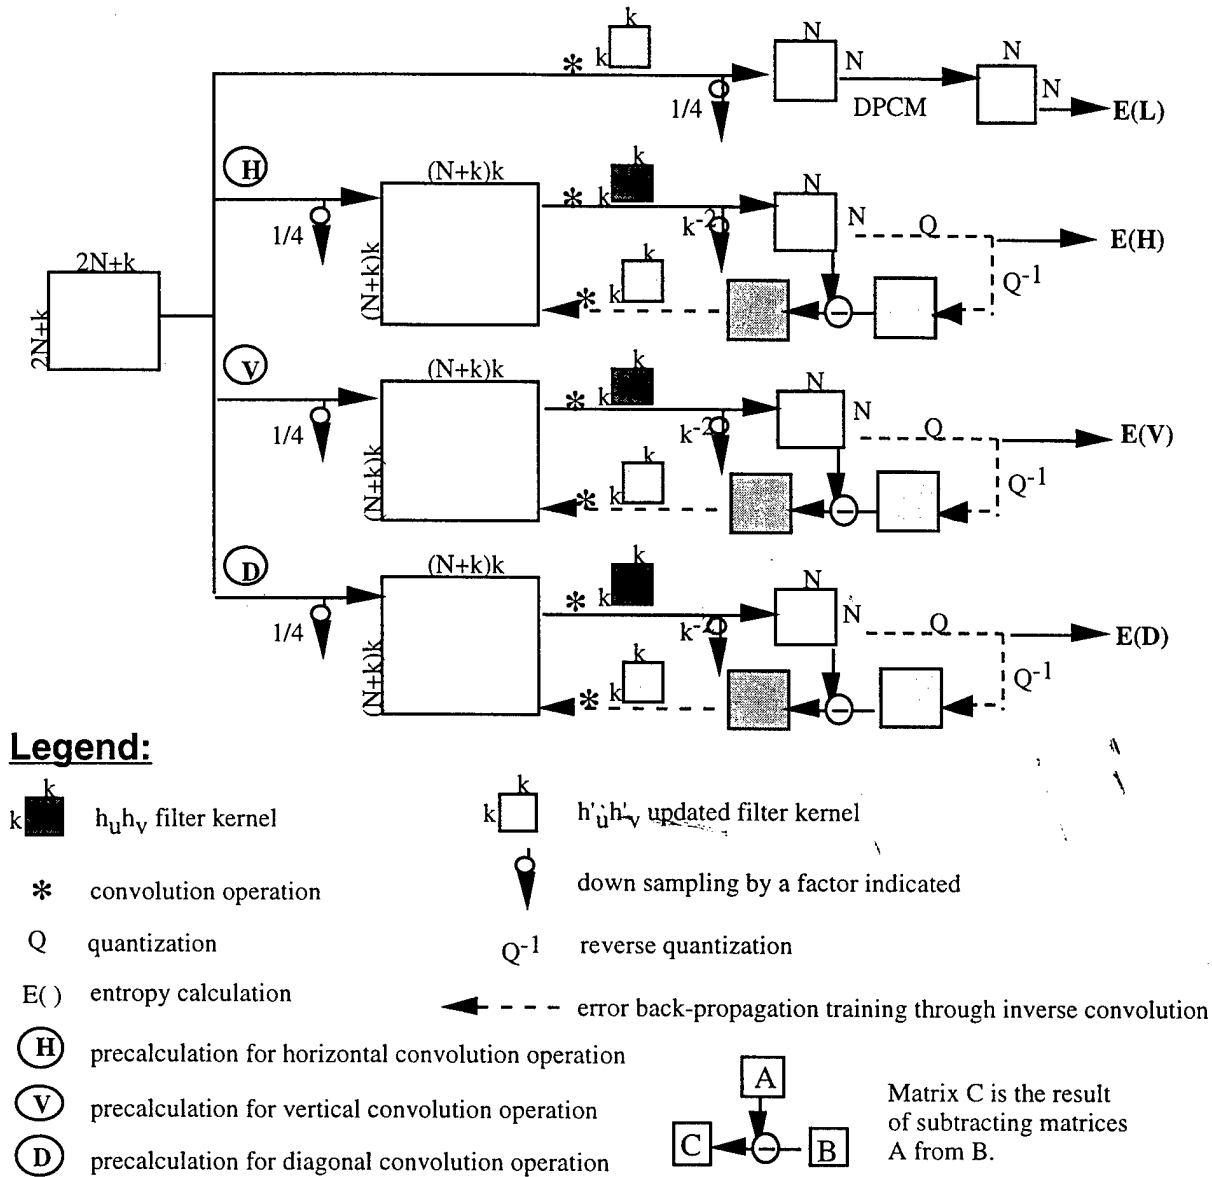 k
k
*
N
N
1/4
DPCM
N
N
E(L)
H
1/4
(N+k)k
(N+k)k
*
k
k
k-2
N
N
Q
E(H)
Q-1
k
k
*
2N+k
2N+k
V
1/4
(N+k)k
(N+k)k
*
k
k
k-2
N
N
Q
E(V)
Q-1
k
k
*
D
1/4
(N+k)k
(N+k)k
*
k
k
k-2
N
N
Q
E(D)
Q-1
k
k
*
Legend:
k
k
huhv filter kernel
k
k
h'uh'v updated filter kernel
* convolution operation
down sampling by a factor indicated
Q quantization
Q-1 reverse quantization
E( ) entropy calculation
error back-propagation training through inverse convolution
H precalculation for horizontal convolution operation
V precalculation for vertical convolution operation
D precalculation for diagonal convolution operation
A
C
B
Matrix C is the result
of subtracting matrices
A from B.